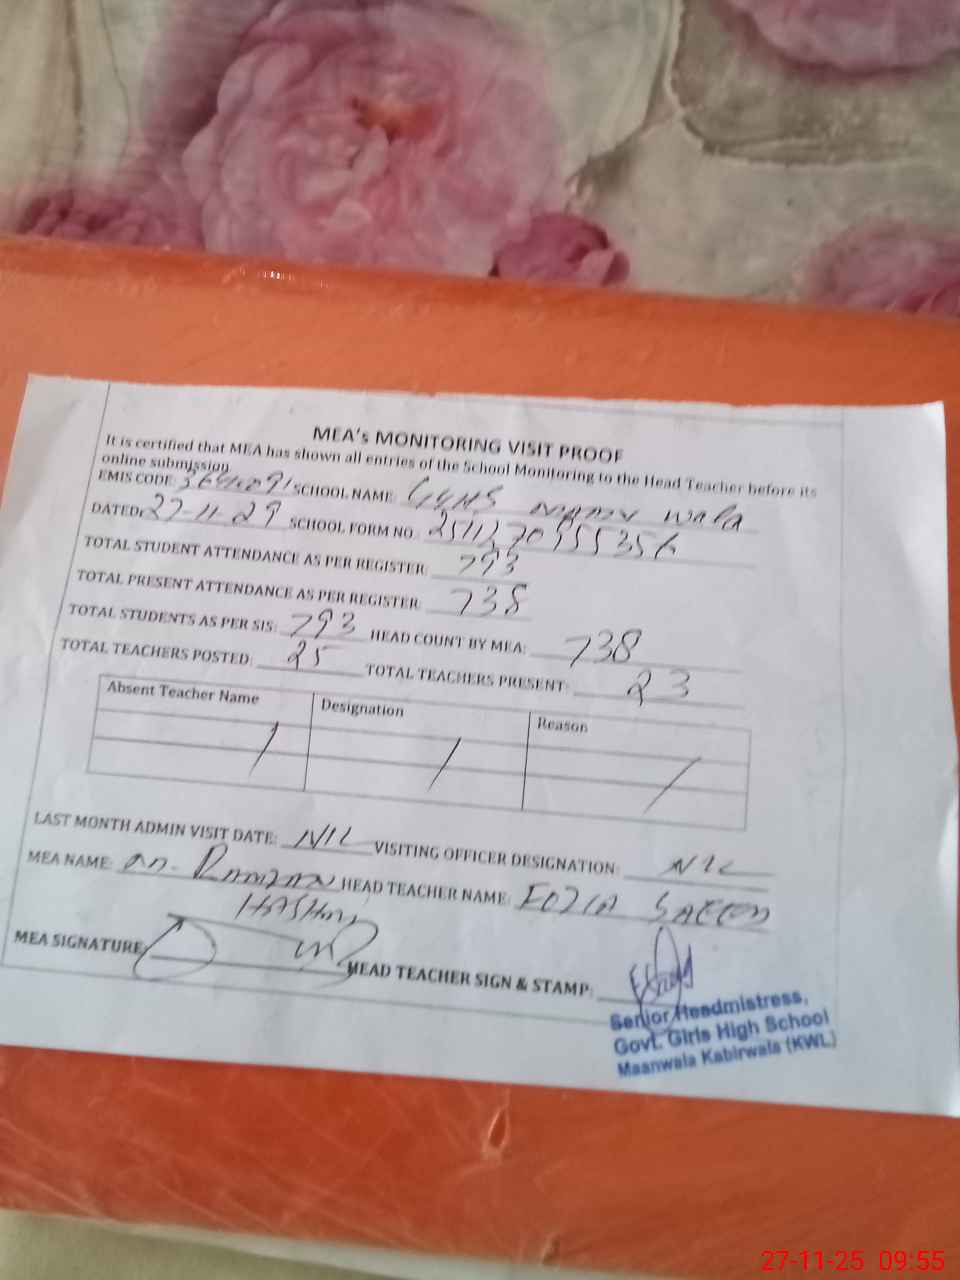 MEA's MONITORING VISIT PROOF
It is certified that MEA has shown all entries of the School Monitoring to the Head Teacher before its
online submission
EMIS CODE: SCHOOL NAME: GGHS wala
DATED: 27-11-29 SCHOOL FORM NO.
TOTAL STUDENT ATTENDANCE AS PER REGISTER: 793
TOTAL PRESENT ATTENDANCE AS PER REGISTER: 738
TOTAL STUDENTS AS PER SIS: 793 HEAD COUNT BY MEA: 738
TOTAL TEACHERS POSTED: 25 TOTAL TEACHERS PRESENT: 23
Absent Teacher Name Designation Reason
/ / /
LAST MONTH ADMIN VISIT DATE: NIL VISITING OFFICER DESIGNATION: NIL
MEA NAME: HEAD TEACHER NAME: FOZIA SAEED
MEA SIGNATURE: HEAD TEACHER SIGN & STAMP:
Senior Headmistress,
Govt. Girls High School
Maanwala Kabirwala (KWL)
27-11-25 09:55